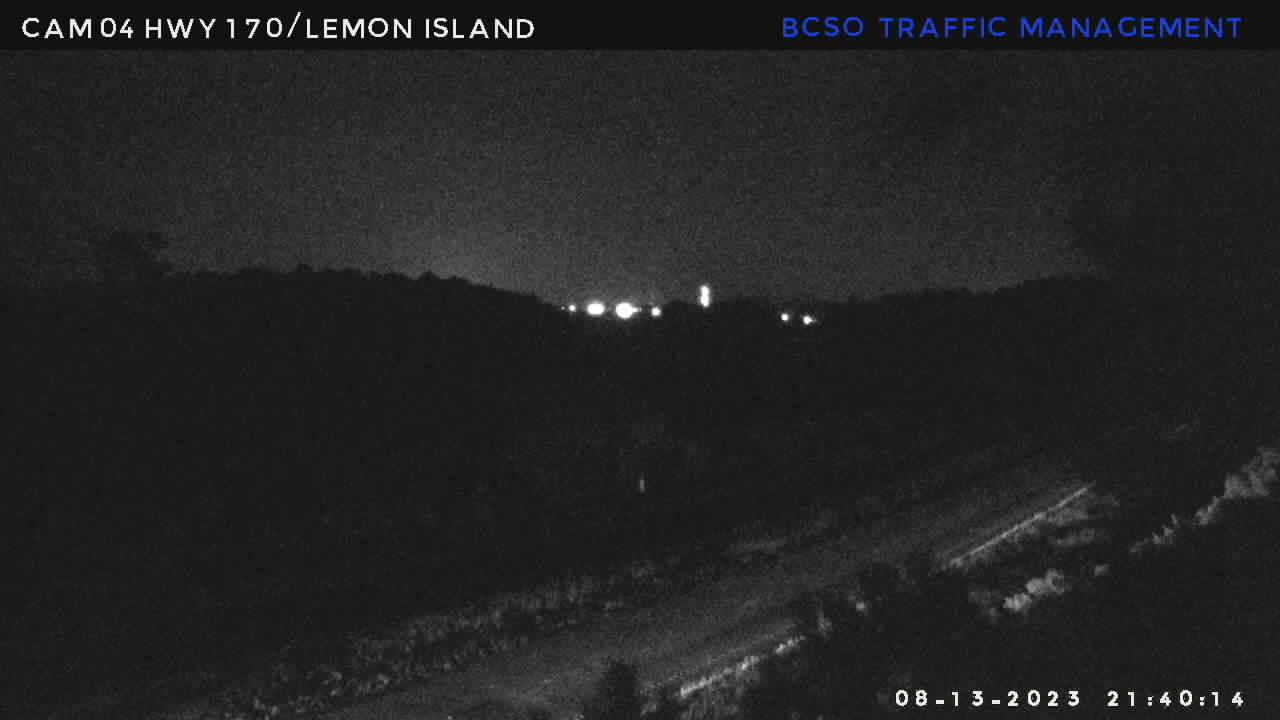 CAM 04 HWY 170/LEMON ISLAND
BCSO TRAFFIC MANAGEMENT
08-13-2023 21:40:14